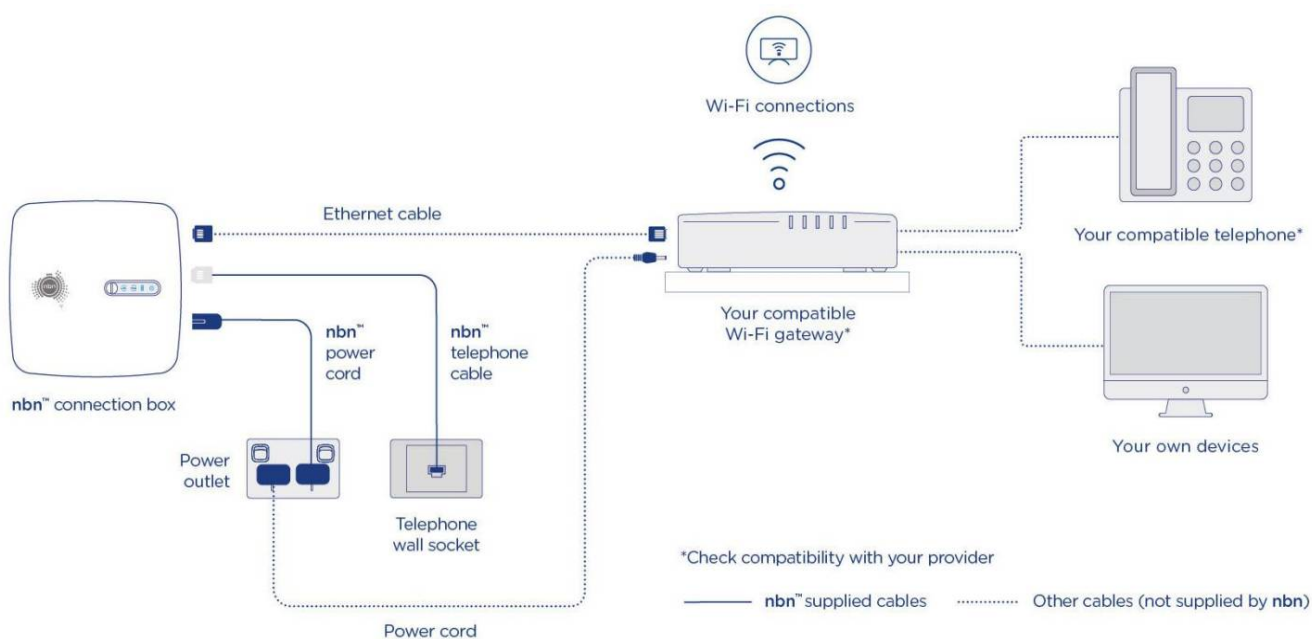 Wi-Fi connections
Ethernet cable
Your compatible telephone*
nbn
nbn™ connection box
nbn™
power
cord
nbn™
telephone
cable
Your compatible
Wi-Fi gateway*
Power
outlet
Telephone
wall socket
Your own devices
*Check compatibility with your provider
nbn™ supplied cables
Other cables (not supplied by nbn)
Power cord